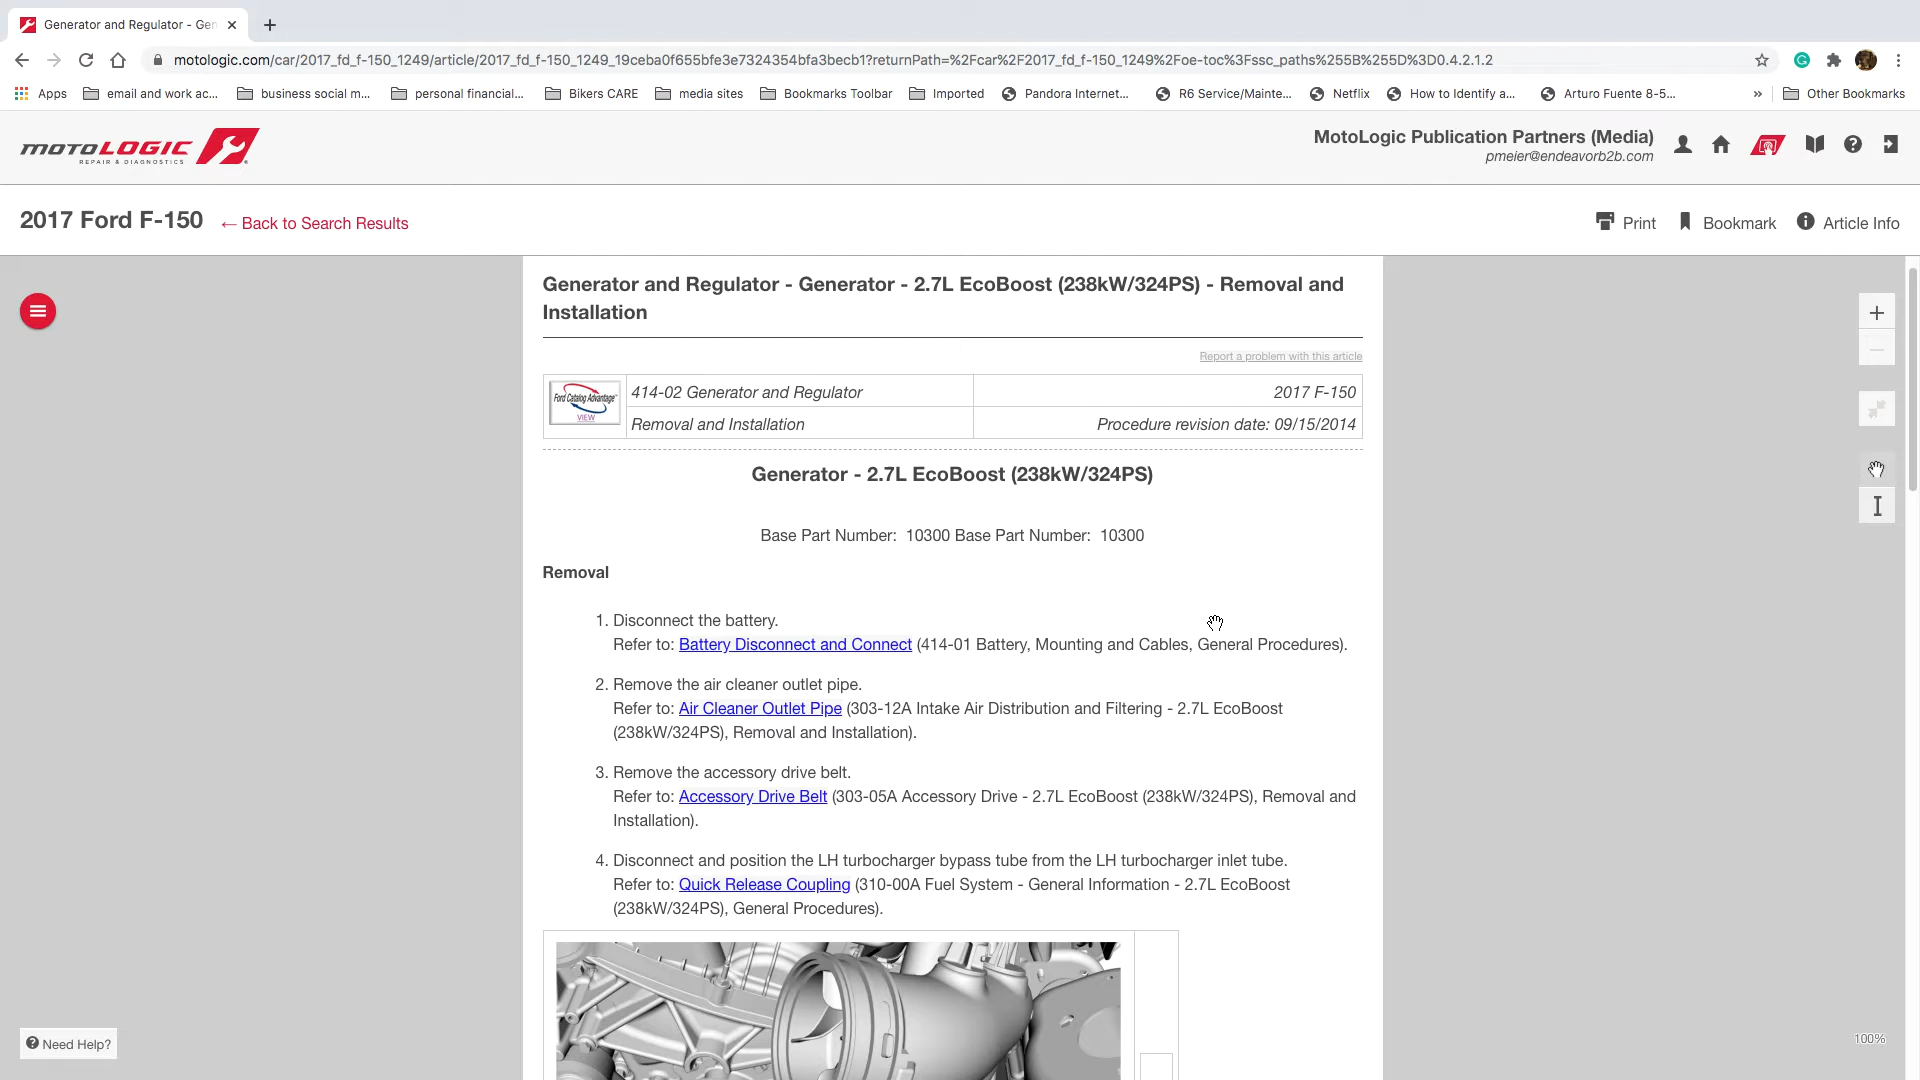 Generator and Regulator - Gen
motologic.com/car/2017_fd_f-150_1249/article/2017_fd_f-150_1249_19ceba0f655bfe3e7324354bfa3becb1?returnPath=%2Fcar%2F2017_fd_f-150_1249%2Foe-toc%3Fssc_paths%255B%255D%3D0.4.2.1.2
Apps email and work ac... business social m... personal financial... Bikers CARE media sites Bookmarks Toolbar Imported Pandora Internet... R6 Service/Mainte... Netflix How to Identify a... Arturo Fuente 8-5... » Other Bookmarks
MOTOLOGIC
REPAIR & DIAGNOSTICS
MotoLogic Publication Partners (Media)
pmeier@endeavorb2b.com
2017 Ford F-150 ← Back to Search Results Print Bookmark Article Info
Generator and Regulator - Generator - 2.7L EcoBoost (238kW/324PS) - Removal and
Installation
Report a problem with this article
Ford Catalog Advantage™
VIEW
414-02 Generator and Regulator 2017 F-150
Removal and Installation Procedure revision date: 09/15/2014
Generator - 2.7L EcoBoost (238kW/324PS)
Base Part Number: 10300 Base Part Number: 10300
Removal
1. Disconnect the battery.
Refer to: Battery Disconnect and Connect (414-01 Battery, Mounting and Cables, General Procedures).
2. Remove the air cleaner outlet pipe.
Refer to: Air Cleaner Outlet Pipe (303-12A Intake Air Distribution and Filtering - 2.7L EcoBoost
(238kW/324PS), Removal and Installation).
3. Remove the accessory drive belt.
Refer to: Accessory Drive Belt (303-05A Accessory Drive - 2.7L EcoBoost (238kW/324PS), Removal and
Installation).
4. Disconnect and position the LH turbocharger bypass tube from the LH turbocharger inlet tube.
Refer to: Quick Release Coupling (310-00A Fuel System - General Information - 2.7L EcoBoost
(238kW/324PS), General Procedures).
Need Help?
100%